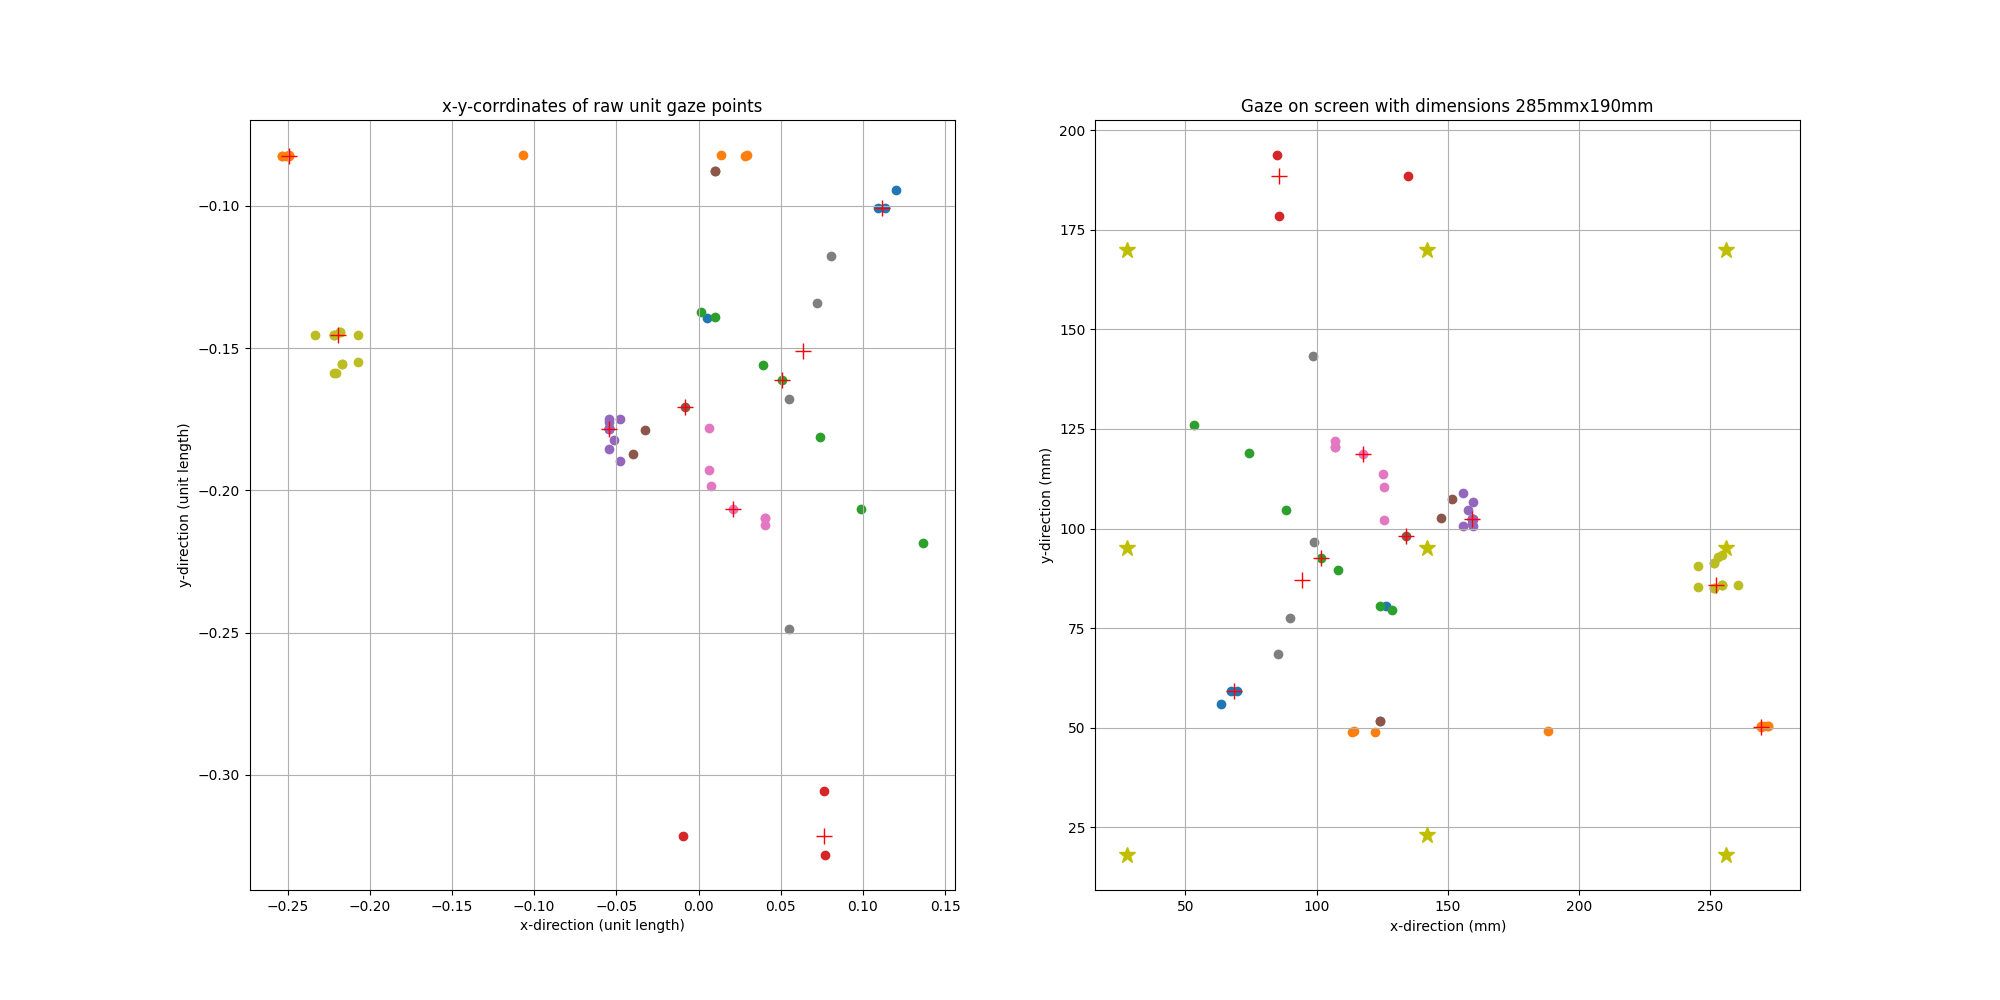 x-y-corrdinates of raw unit gaze points
y-direction (unit length)
−0.10
−0.15
−0.20
−0.25
−0.30
−0.25 −0.20 −0.15 −0.10 −0.05 0.00 0.05 0.10 0.15
x-direction (unit length)
Gaze on screen with dimensions 285mmx190mm
y-direction (mm)
200
175
150
125
100
75
50
25
50 100 150 200 250
x-direction (mm)